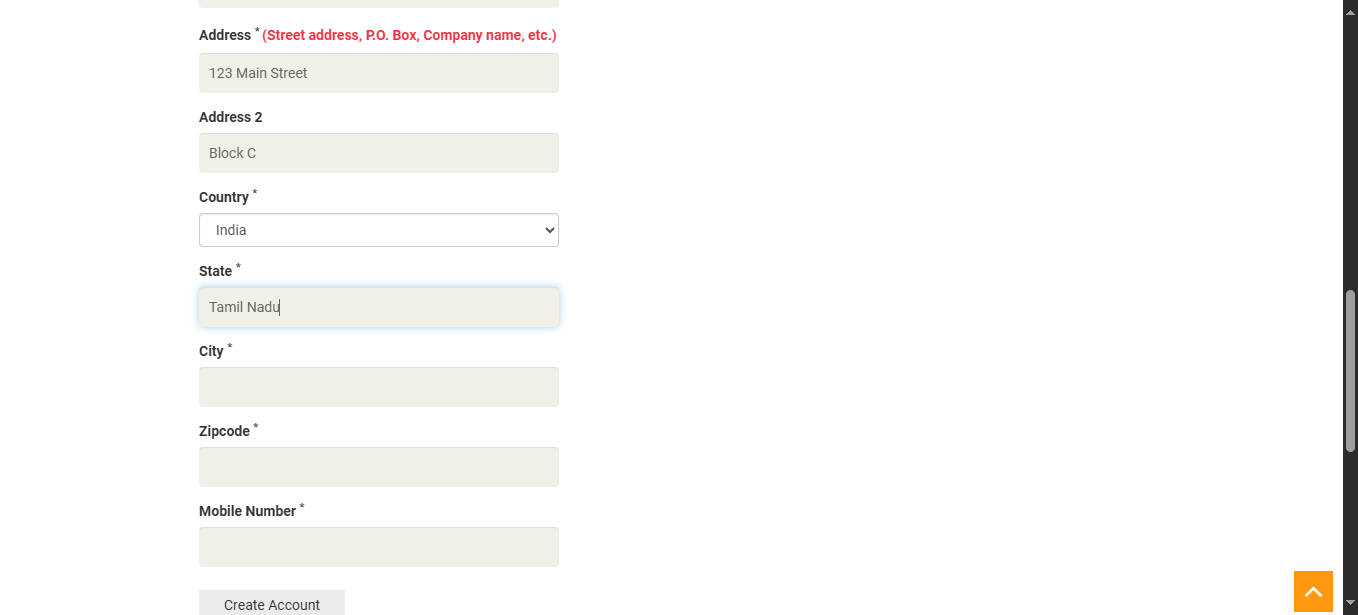 Address * (Street address, P.O. Box, Company name, etc.)
123 Main Street
Address 2
Block C
Country *
India
State *
Tamil Nadu
City *
Zipcode *
Mobile Number *
Create Account